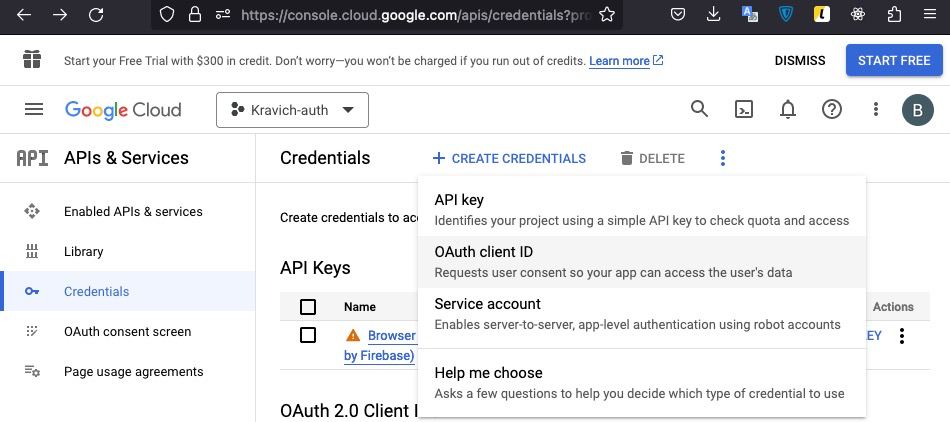 https://console.cloud.google.com/apis/credentials?pro
Start your Free Trial with $300 in credit. Don’t worry—you won’t be charged if you run out of credits. Learn more
DISMISS
START FREE
Google Cloud
Kravich-auth
B
API APIs & Services
Credentials
+ CREATE CREDENTIALS
DELETE
Enabled APIs & services
Library
Credentials
OAuth consent screen
Page usage agreements
Create credentials to ac
API key
Identifies your project using a simple API key to check quota and access
OAuth client ID
Requests user consent so your app can access the user's data
Service account
Enables server-to-server, app-level authentication using robot accounts
Help me choose
Asks a few questions to help you decide which type of credential to use
API Keys
Name
Actions
Browser
by Firebase)
EY
OAuth 2.0 Client I